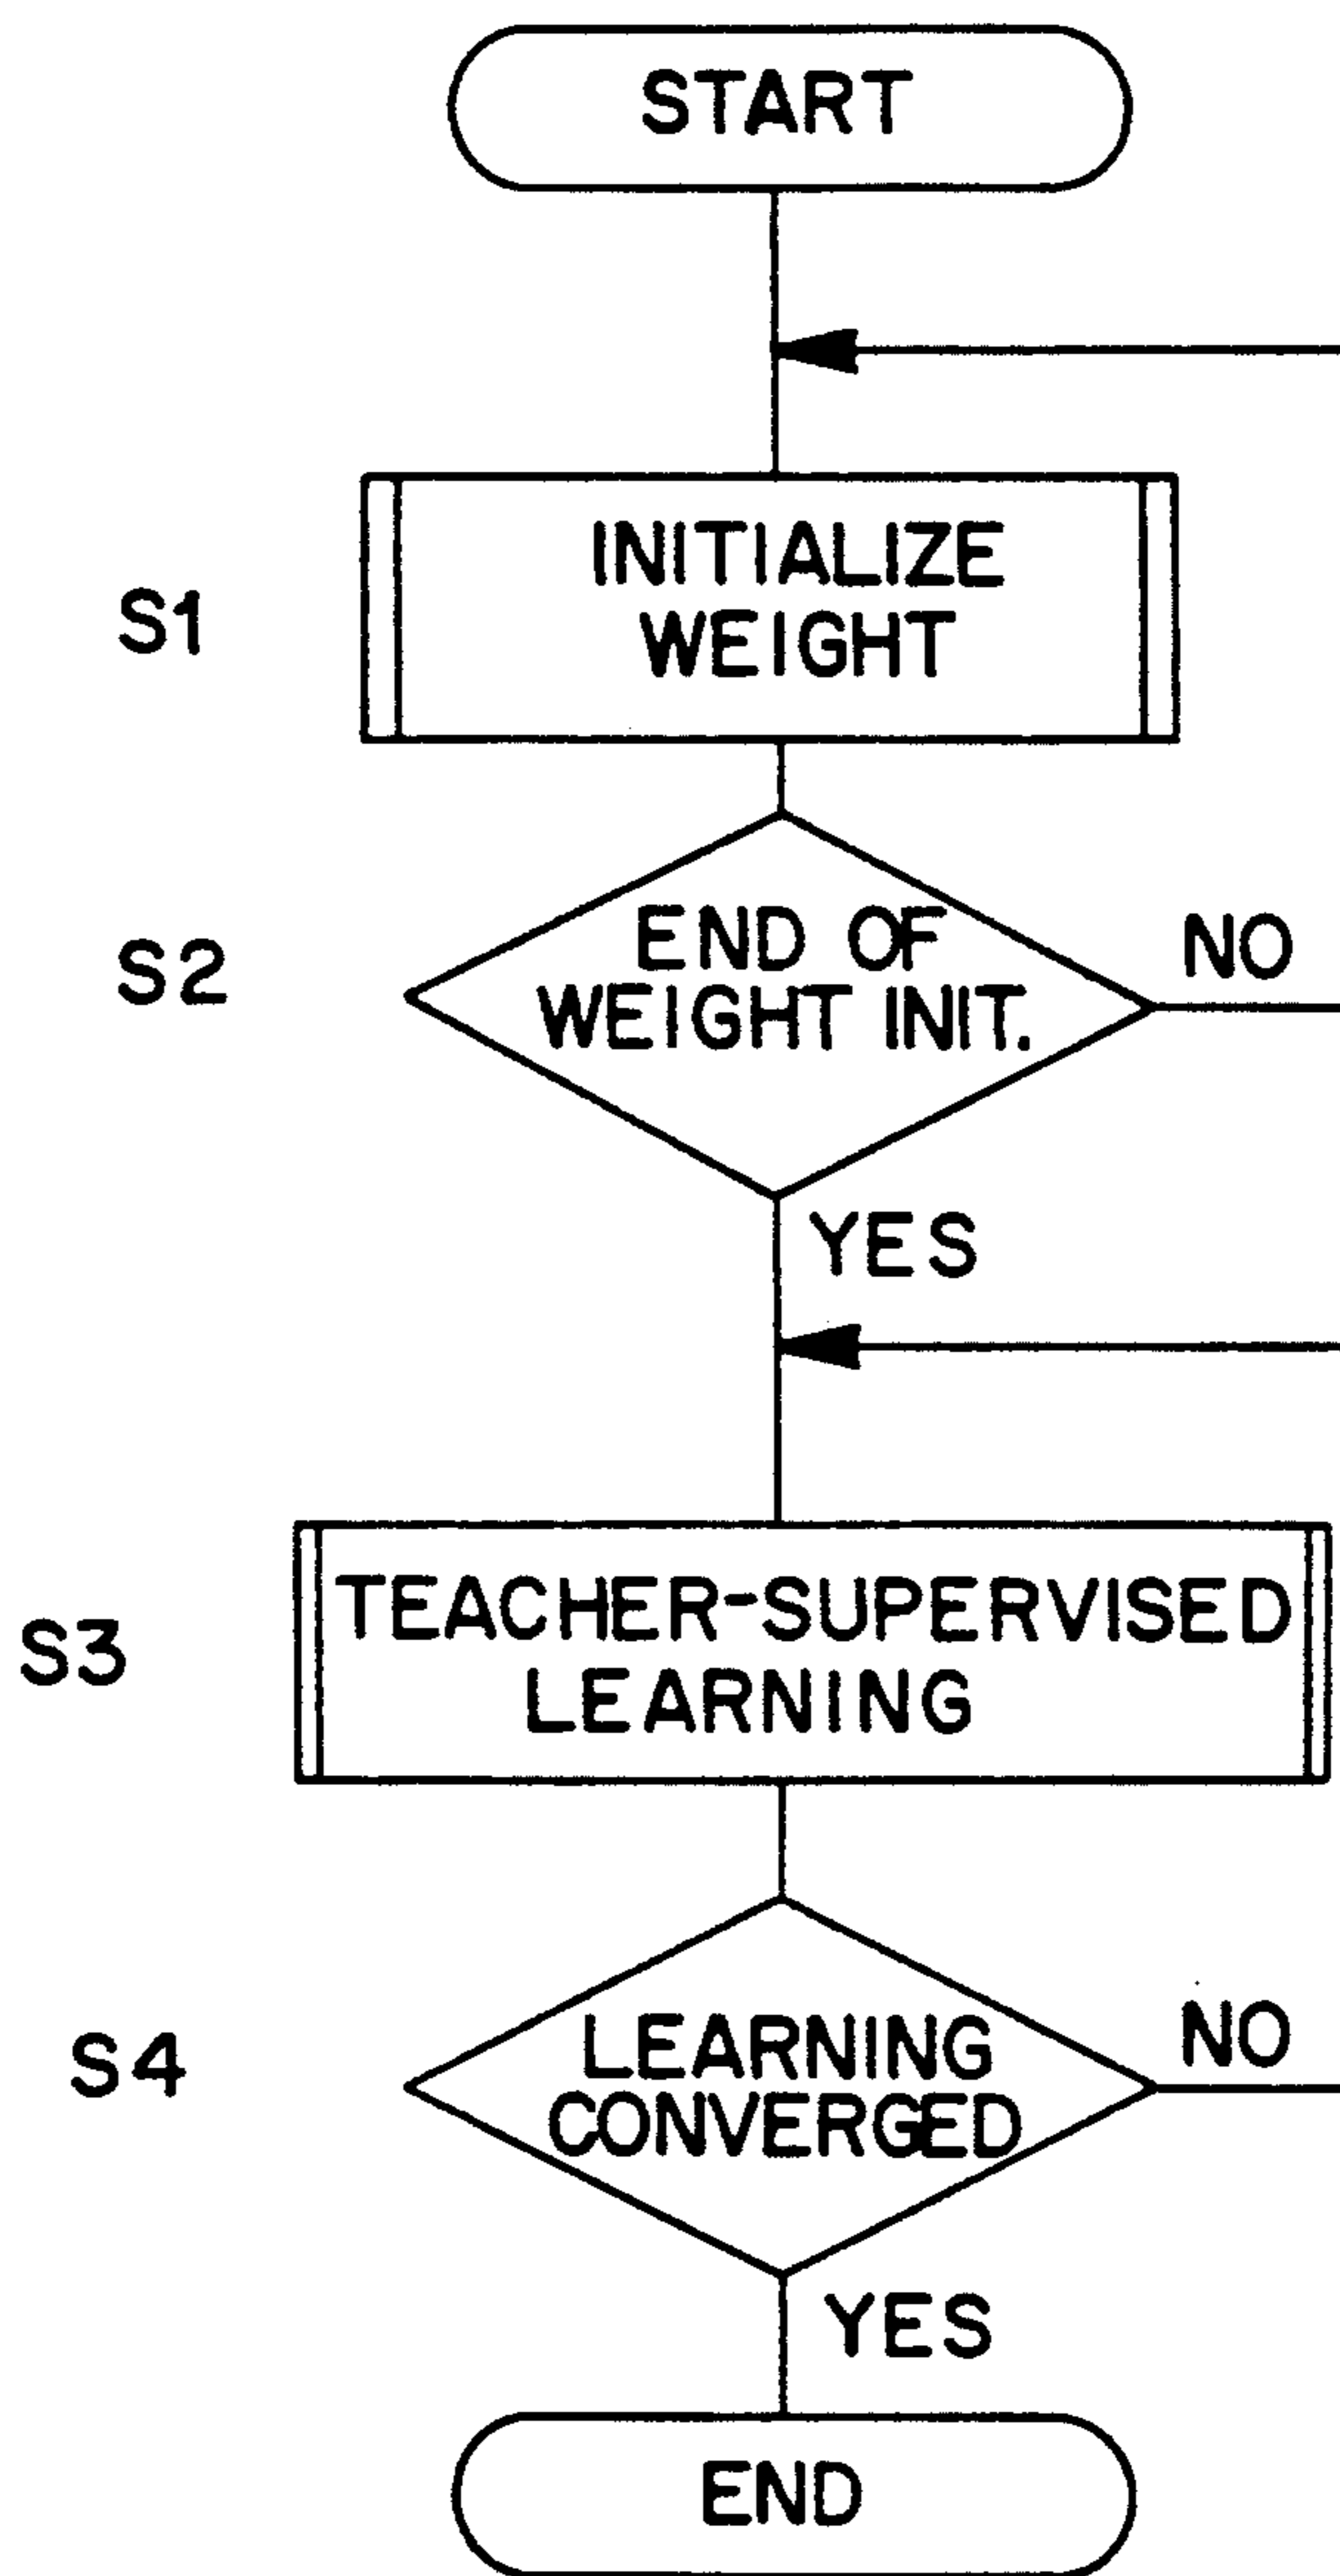 START
S1
INITIALIZE
WEIGHT
S2
END OF
WEIGHT INIT.
NO
YES
S3
TEACHER-SUPERVISED
LEARNING
S4
LEARNING
CONVERGED
NO
YES
END